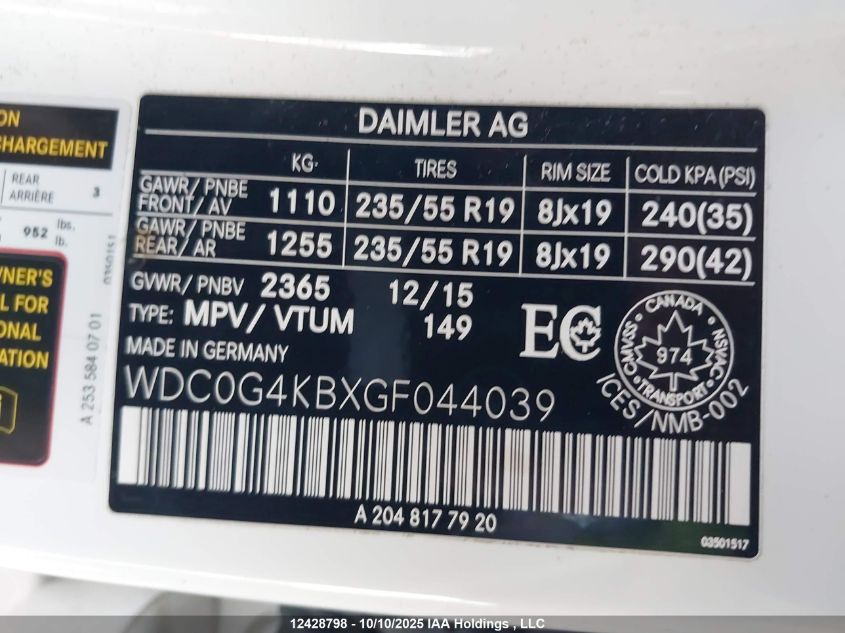 ON
CHARGEMENT
REAR
ARRIÈRE 3
952 lbs.
lb.
0350151
WNER'S
L FOR
ONAL
ATION
A 253 584 07 01
DAIMLER AG
KG. TIRES RIM SIZE COLD KPA (PSI)
GAWR/ PNBE
FRONT/ AV 1110 235/55 R19 8Jx19 240(35)
GAWR/ PNBE
REAR/ AR 1255 235/55 R19 8Jx19 290(42)
GVWR/ PNBV 2365 12/15
TYPE: MPV/ VTUM 149
EC
CANADA
CMVSS 974 NSVAC
TRANSPORT
MADE IN GERMANY
WDC0G4KBXGF044039
ICES/NMB-002
A 204 817 79 20
03501517
12428798 - 10/10/2025 IAA Holdings , LLC